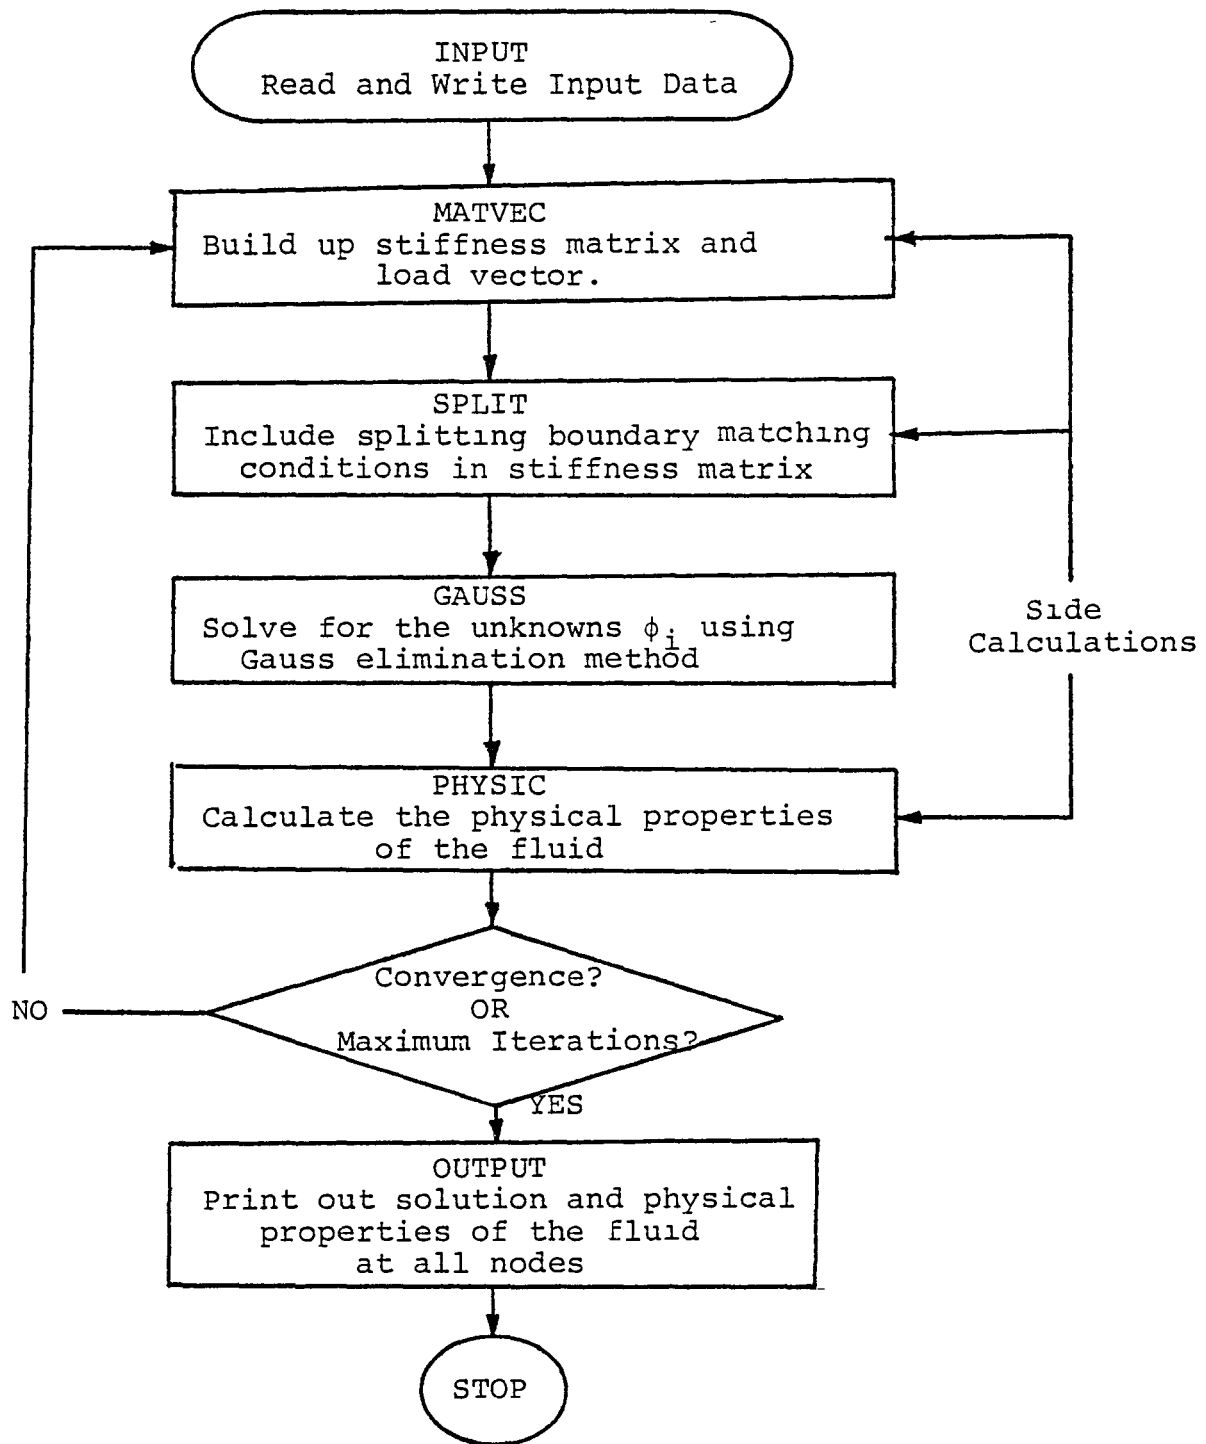 INPUT
Read and Write Input Data
MATVEC
Build up stiffness matrix and
load vector.
SPLIT
Include splitting boundary matching
conditions in stiffness matrix
GAUSS
Solve for the unknowns ϕi using
Gauss elimination method
Side
Calculations
PHYSIC
Calculate the physical properties
of the fluid
Convergence?
OR
Maximum Iterations?
NO
YES
OUTPUT
Print out solution and physical
properties of the fluid
at all nodes
STOP